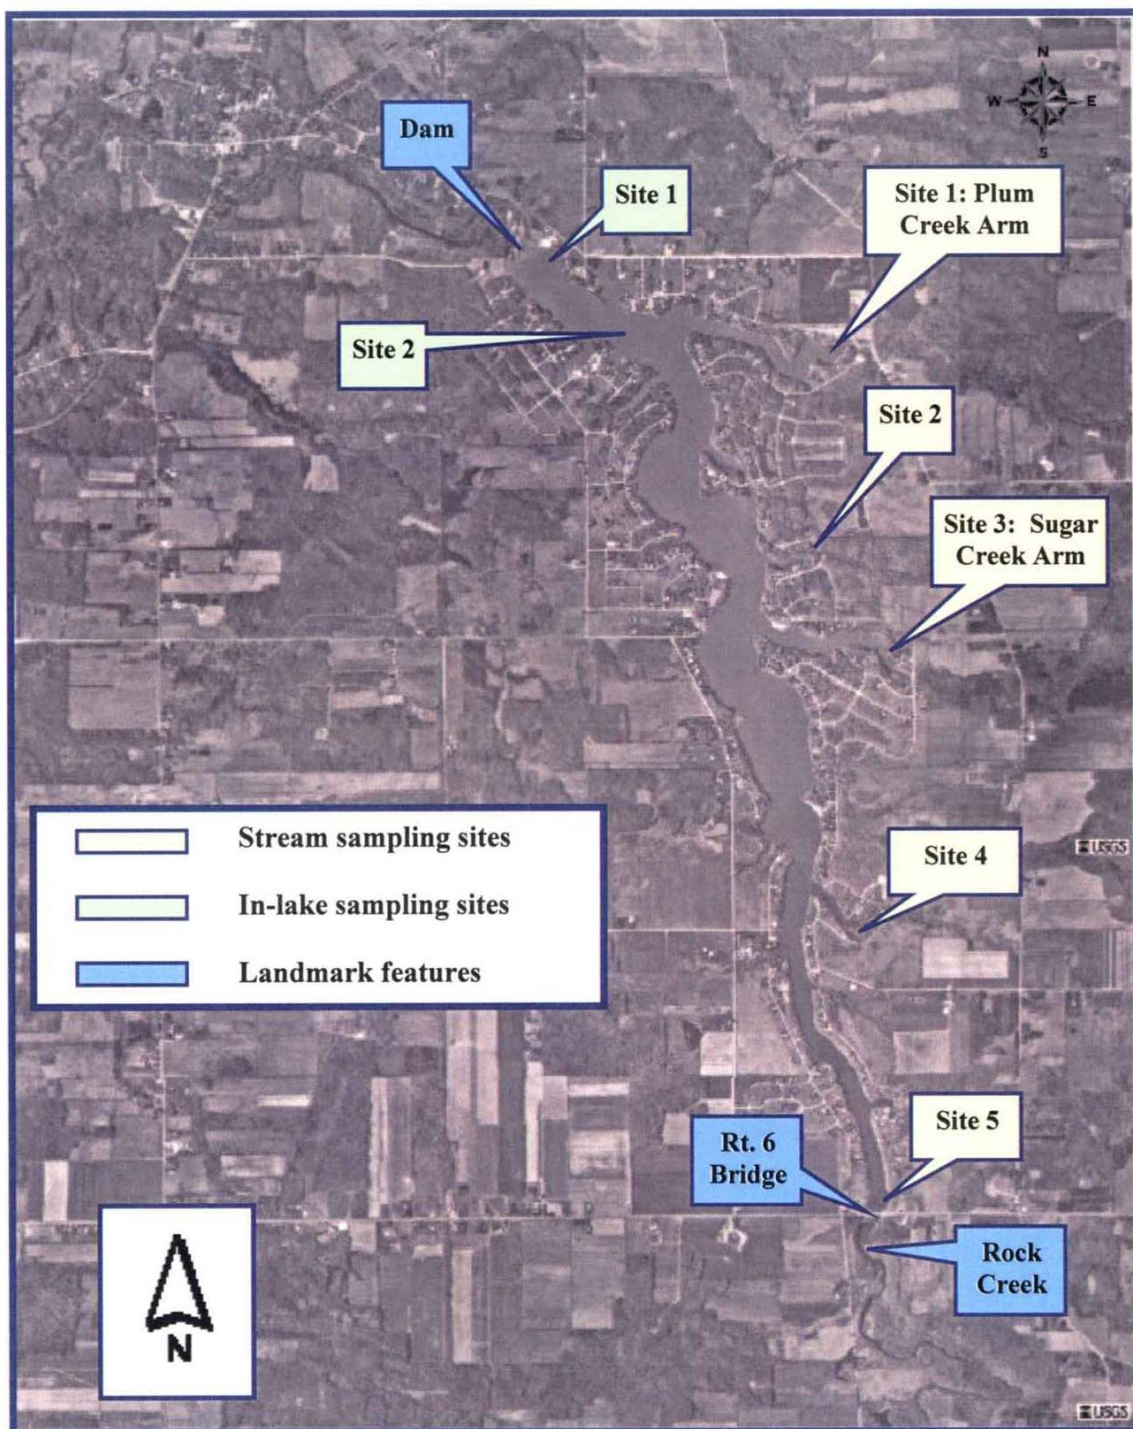 N
W E
S
Dam
Site 1
Site 1: Plum
Creek Arm
Site 2
Site 2
Site 3: Sugar
Creek Arm
Stream sampling sites
In-lake sampling sites
Landmark features
USGS
Site 4
Site 5
Rt. 6
Bridge
Rock
Creek
N
USGS